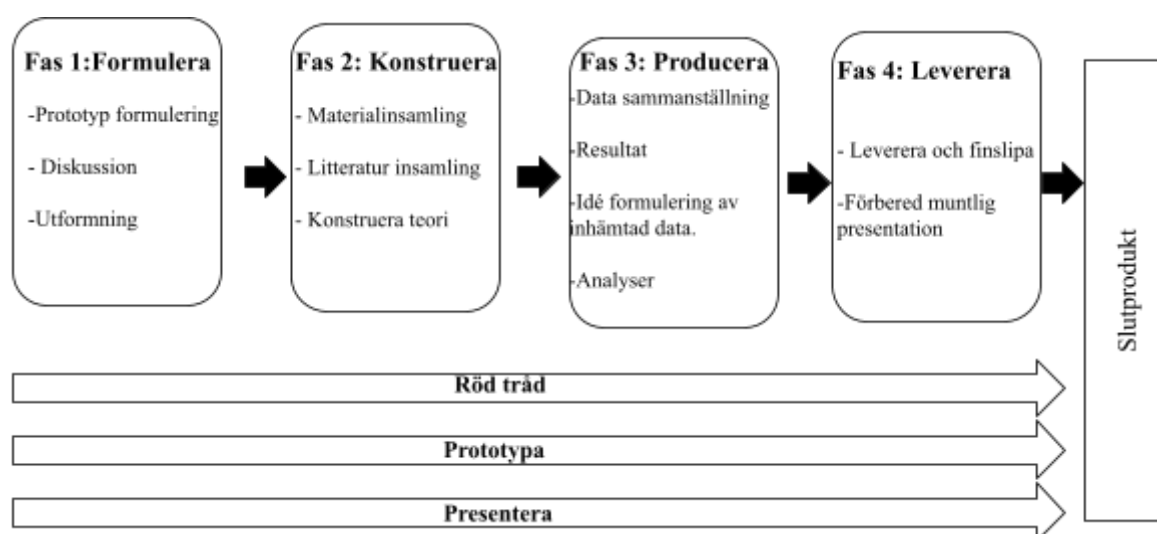 Fas 1:Formulera
-Prototyp formulering
- Diskussion
-Utformning
Fas 2: Konstruera
- Materialinsamling
- Litteratur insamling
- Konstruera teori
Fas 3: Producera
-Data sammanställning
-Resultat
-Idé formulering av
inhämtad data.
-Analyser
Fas 4: Leverera
- Leverera och finslipa
-Förbered muntlig
presentation
Slutprodukt
Röd tråd
Prototypa
Presentera